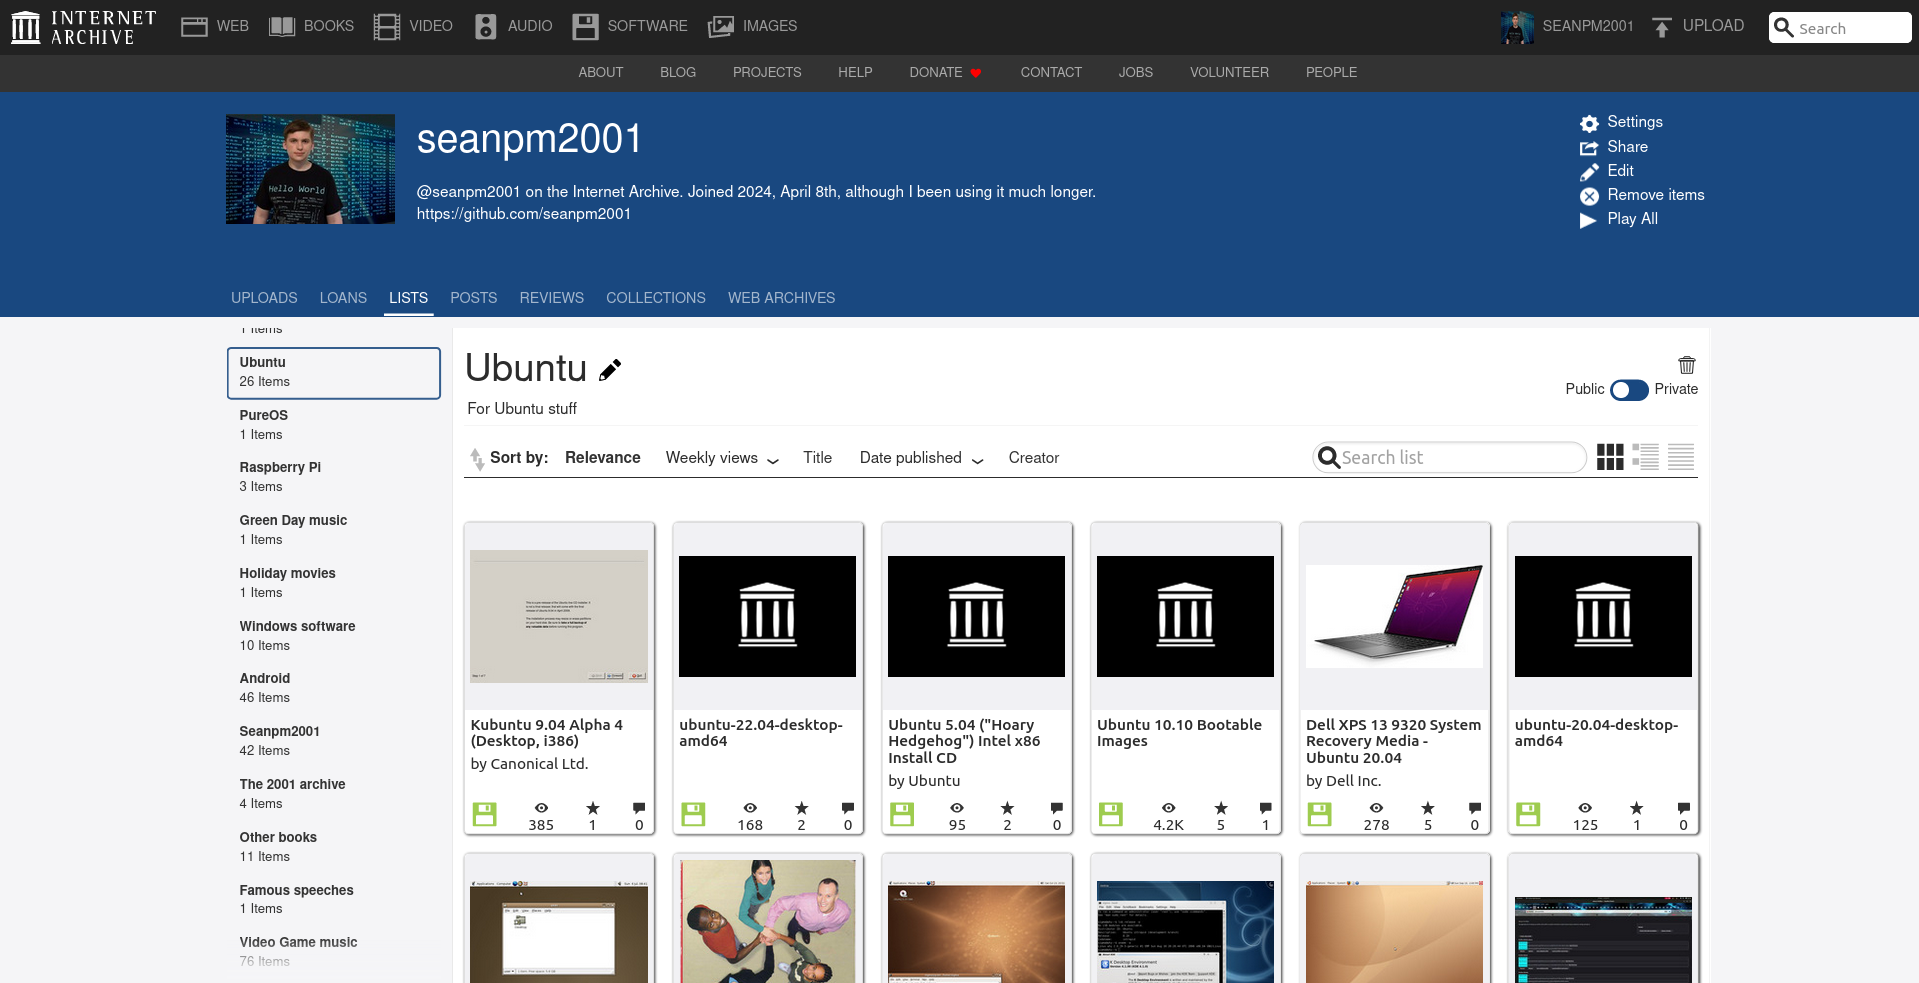 INTERNET ARCHIVE
WEB BOOKS VIDEO AUDIO SOFTWARE IMAGES SEANPM2001 UPLOAD Search
ABOUT BLOG PROJECTS HELP DONATE CONTACT JOBS VOLUNTEER PEOPLE
Hello World
seanpm2001
@seanpm2001 on the Internet Archive. Joined 2024, April 8th, although I been using it much longer.
https://github.com/seanpm2001
Settings
Share
Edit
Remove items
Play All
UPLOADS LOANS LISTS POSTS REVIEWS COLLECTIONS WEB ARCHIVES
1 Items
Ubuntu
26 Items
PureOS
1 Items
Raspberry Pi
3 Items
Green Day music
1 Items
Holiday movies
1 Items
Windows software
10 Items
Android
46 Items
Seanpm2001
42 Items
The 2001 archive
4 Items
Other books
11 Items
Famous speeches
1 Items
Video Game music
76 Items
Ubuntu
For Ubuntu stuff
Public Private
Sort by: Relevance Weekly views Title Date published Creator
Search list
Kubuntu 9.04 Alpha 4
(Desktop, i386)
by Canonical Ltd.
385 1 0
ubuntu-22.04-desktop-
amd64
168 2 0
Ubuntu 5.04 ("Hoary
Hedgehog") Intel x86
Install CD
by Ubuntu
95 2 0
Ubuntu 10.10 Bootable
Images
4.2K 5 1
Dell XPS 13 9320 System
Recovery Media -
Ubuntu 20.04
by Dell Inc.
278 5 0
ubuntu-20.04-desktop-
amd64
125 1 0